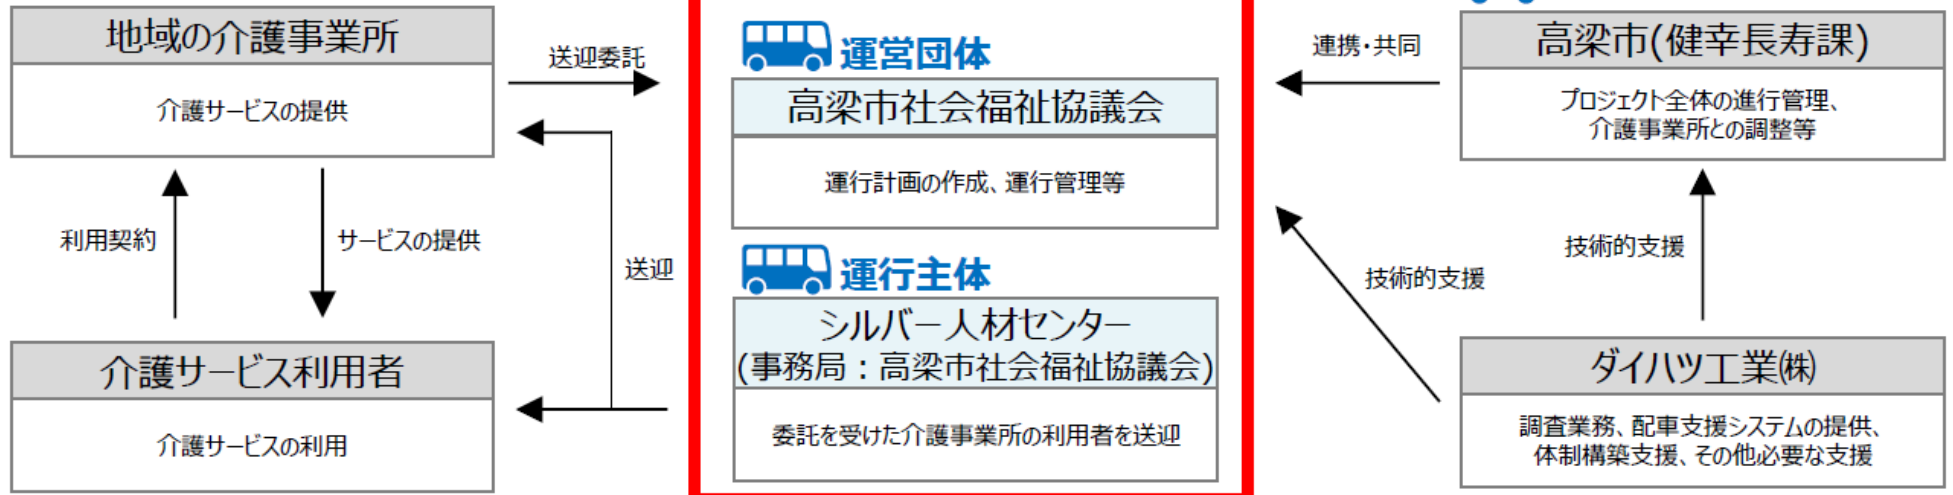 地域の介護事業所
介護サービスの提供
利用契約
サービスの提供
介護サービス利用者
介護サービスの利用
送迎委託
送迎
運営団体
高梁市社会福祉協議会
運行計画の作成、運行管理等
運行主体
シルバー人材センター
(事務局：高梁市社会福祉協議会)
委託を受けた介護事業所の利用者を送迎
連携・共同
技術的支援
高梁市(健幸長寿課)
プロジェクト全体の進行管理、
介護事業所との調整等
技術的支援
ダイハツ工業㈱
調査業務、配車支援システムの提供、
体制構築支援、その他必要な支援